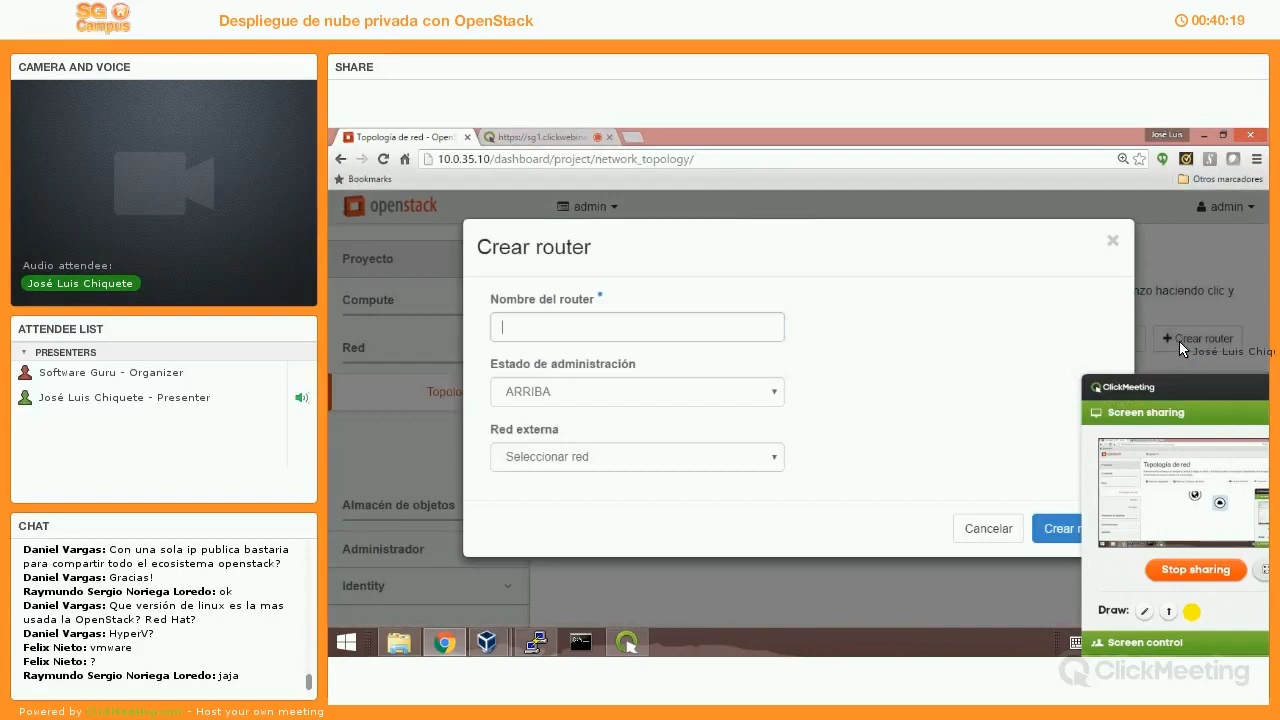 SG Campus
Despliegue de nube privada con OpenStack
00:40:19
CAMERA AND VOICE
Audio attendee:
José Luis Chiquete
ATTENDEE LIST
PRESENTERS
Software Guru - Organizer
José Luis Chiquete - Presenter
CHAT
Daniel Vargas: Con una sola ip publica bastaria
para compartir todo el ecosistema openstack?
Daniel Vargas: Gracias!
Raymundo Sergio Noriega Loredo: ok
Daniel Vargas: Que versión de linux es la mas
usada la OpenStack? Red Hat?
Daniel Vargas: HyperV?
Felix Nieto: vmware
Felix Nieto: ?
Raymundo Sergio Noriega Loredo: jaja
Powered by ClickMeeting.com - Host your own meeting
SHARE
Topología de red - Open
https://sg1.clickwebin
José Luis
10.0.35.10/dashboard/project/network_topology/
Bookmarks
Otros marcadores
openstack
admin
admin
Proyecto
Compute
Red
Topolo
Almacén de objetos
Administrador
Identity
Crear router
Nombre del router *
Estado de administración
ARRIBA
Red externa
Seleccionar red
Cancelar
Crear r
nzo haciendo clic y
+ Crear router
José Luis Chiq
ClickMeeting
Screen sharing
Topología de red
Stop sharing
Draw:
Screen control
ClickMeeting